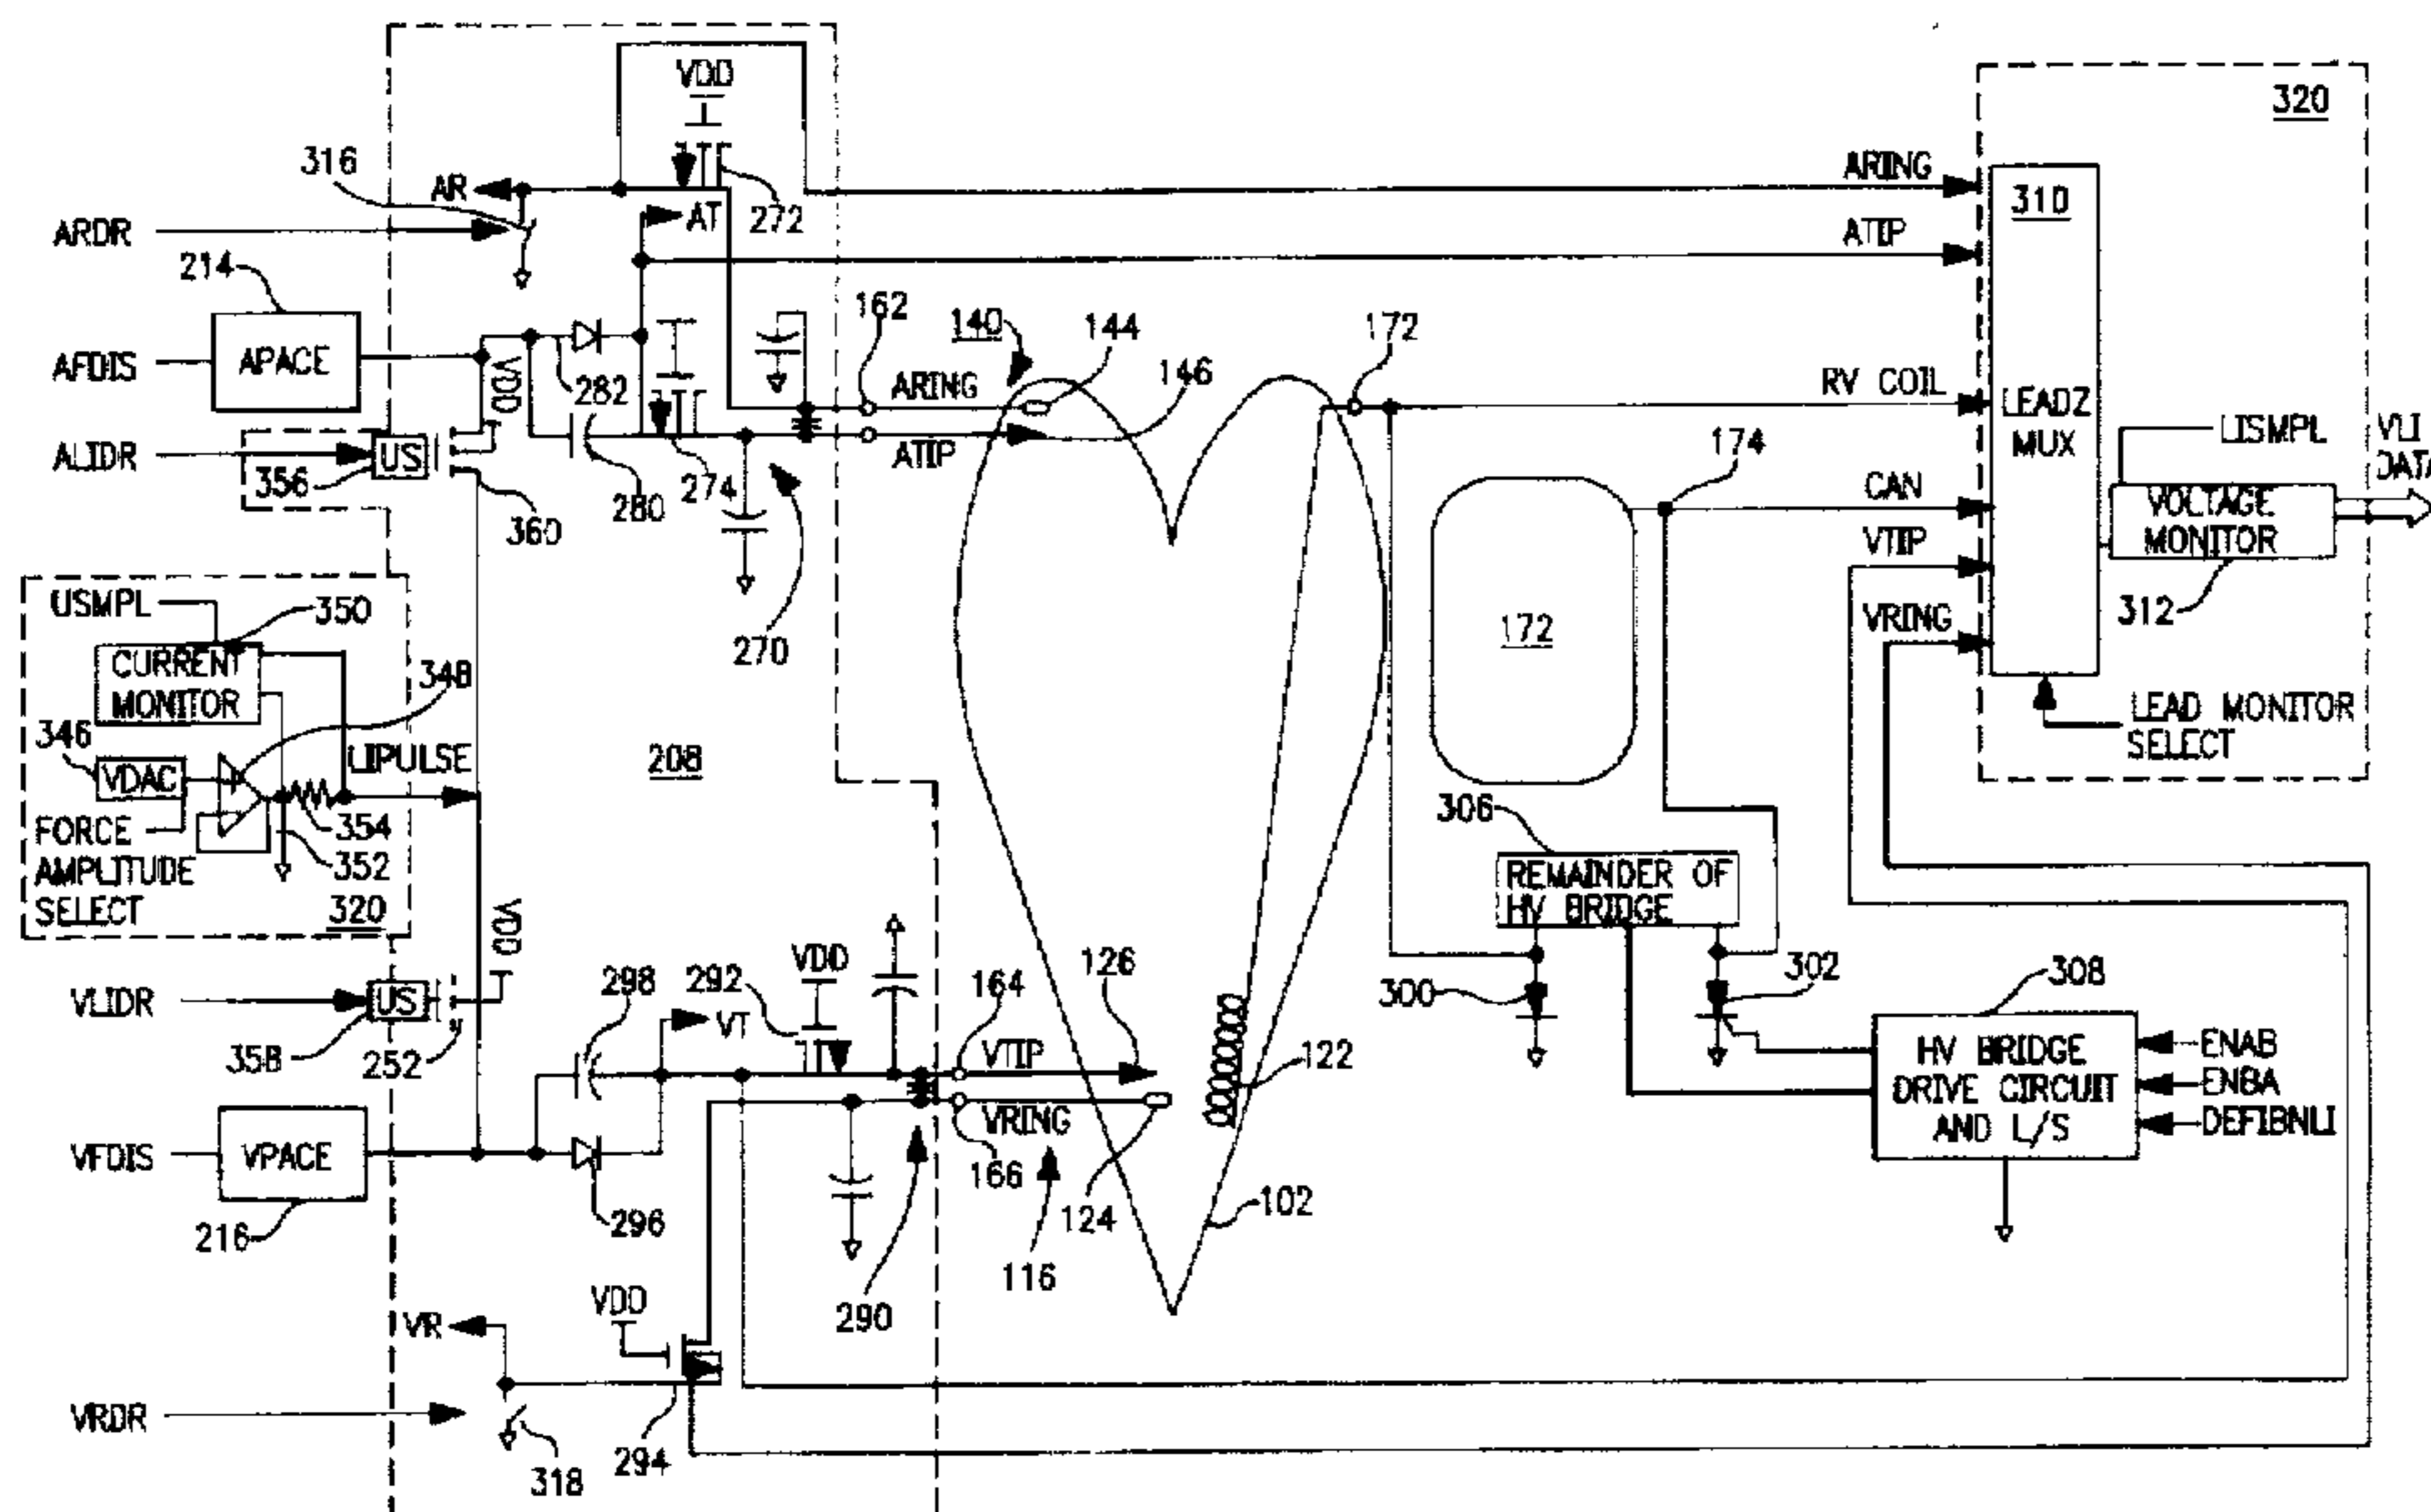 VDD
320
316
AR
ARING
310
ARDR
AT
272
ATIP
214
162
140
144
172
AFDIS
APACE
VDD
282
ARING
146
RV COIL
LEADZ
MUX
LISMPL
VLI
DATA
ALIDR
US
356
360
280
274
ATIP
174
CAN
VOLTAGE
MONITOR
VTIP
312
USMPL
350
270
172
VRING
CURRENT
MONITOR
348
346
VDAC
LIPULSE
208
LEAD MONITOR
SELECT
306
FORCE
AMPLITUDE
SELECT
354
352
320
REMAINDER OF
HV BRIDGE
VDD
VLIDR
US
358
252
298
292
VDD
VT
164
126
VTIP
300
302
308
122
HV BRIDGE
DRIVE CIRCUIT
AND L/S
ENAB
ENBA
DEFIBNLI
VFDIS
VPACE
216
296
VRING
166
124
102
116
290
VDD
VR
VRDR
318
294